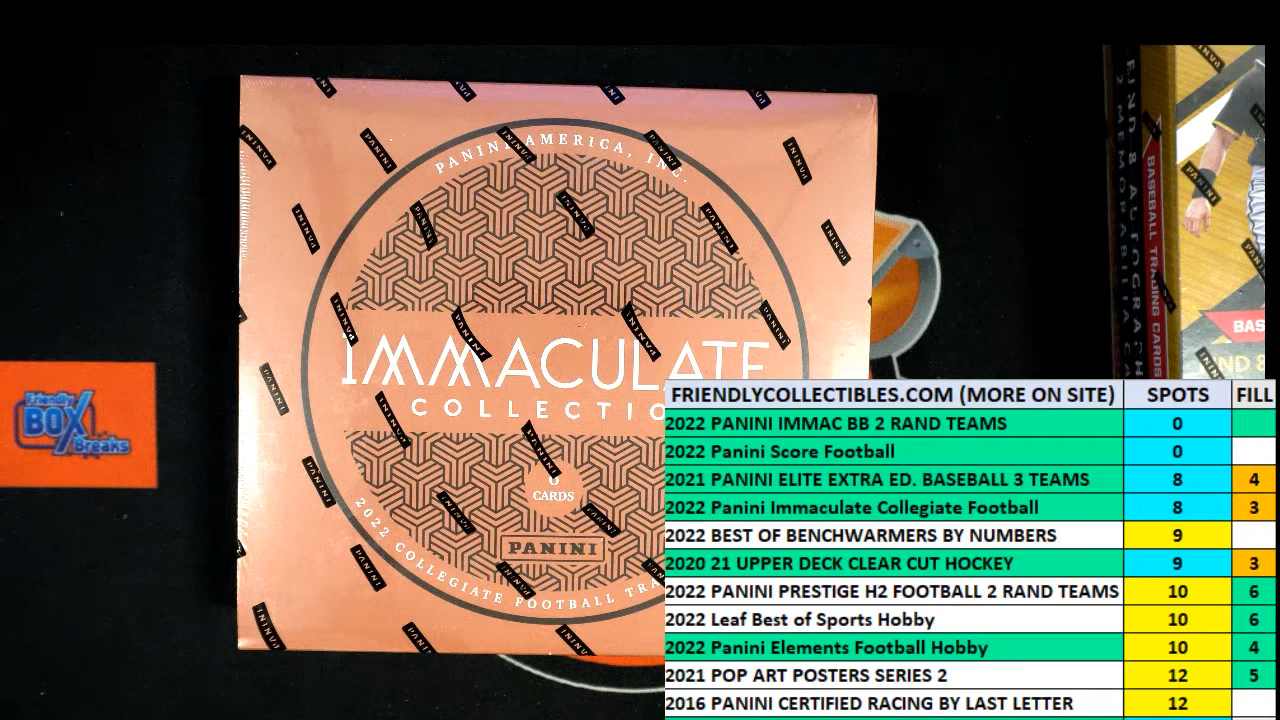 PANINI AMERICA, INC.
IMMACULATE
COLLECTIO
6
CARDS
PANINI
2022 COLLEGIATE FOOTBALL TRA
Friendly
BOX
Breaks
BASEBALL TRADING CARDS
BAS
FRIENDLYCOLLECTIBLES.COM (MORE ON SITE) SPOTS FILL
2022 PANINI IMMAC BB 2 RAND TEAMS 0
2022 Panini Score Football 0
2021 PANINI ELITE EXTRA ED. BASEBALL 3 TEAMS 8 4
2022 Panini Immaculate Collegiate Football 8 3
2022 BEST OF BENCHWARMERS BY NUMBERS 9
2020 21 UPPER DECK CLEAR CUT HOCKEY 9 3
2022 PANINI PRESTIGE H2 FOOTBALL 2 RAND TEAMS 10 6
2022 Leaf Best of Sports Hobby 10 6
2022 Panini Elements Football Hobby 10 4
2021 POP ART POSTERS SERIES 2 12 5
2016 PANINI CERTIFIED RACING BY LAST LETTER 12